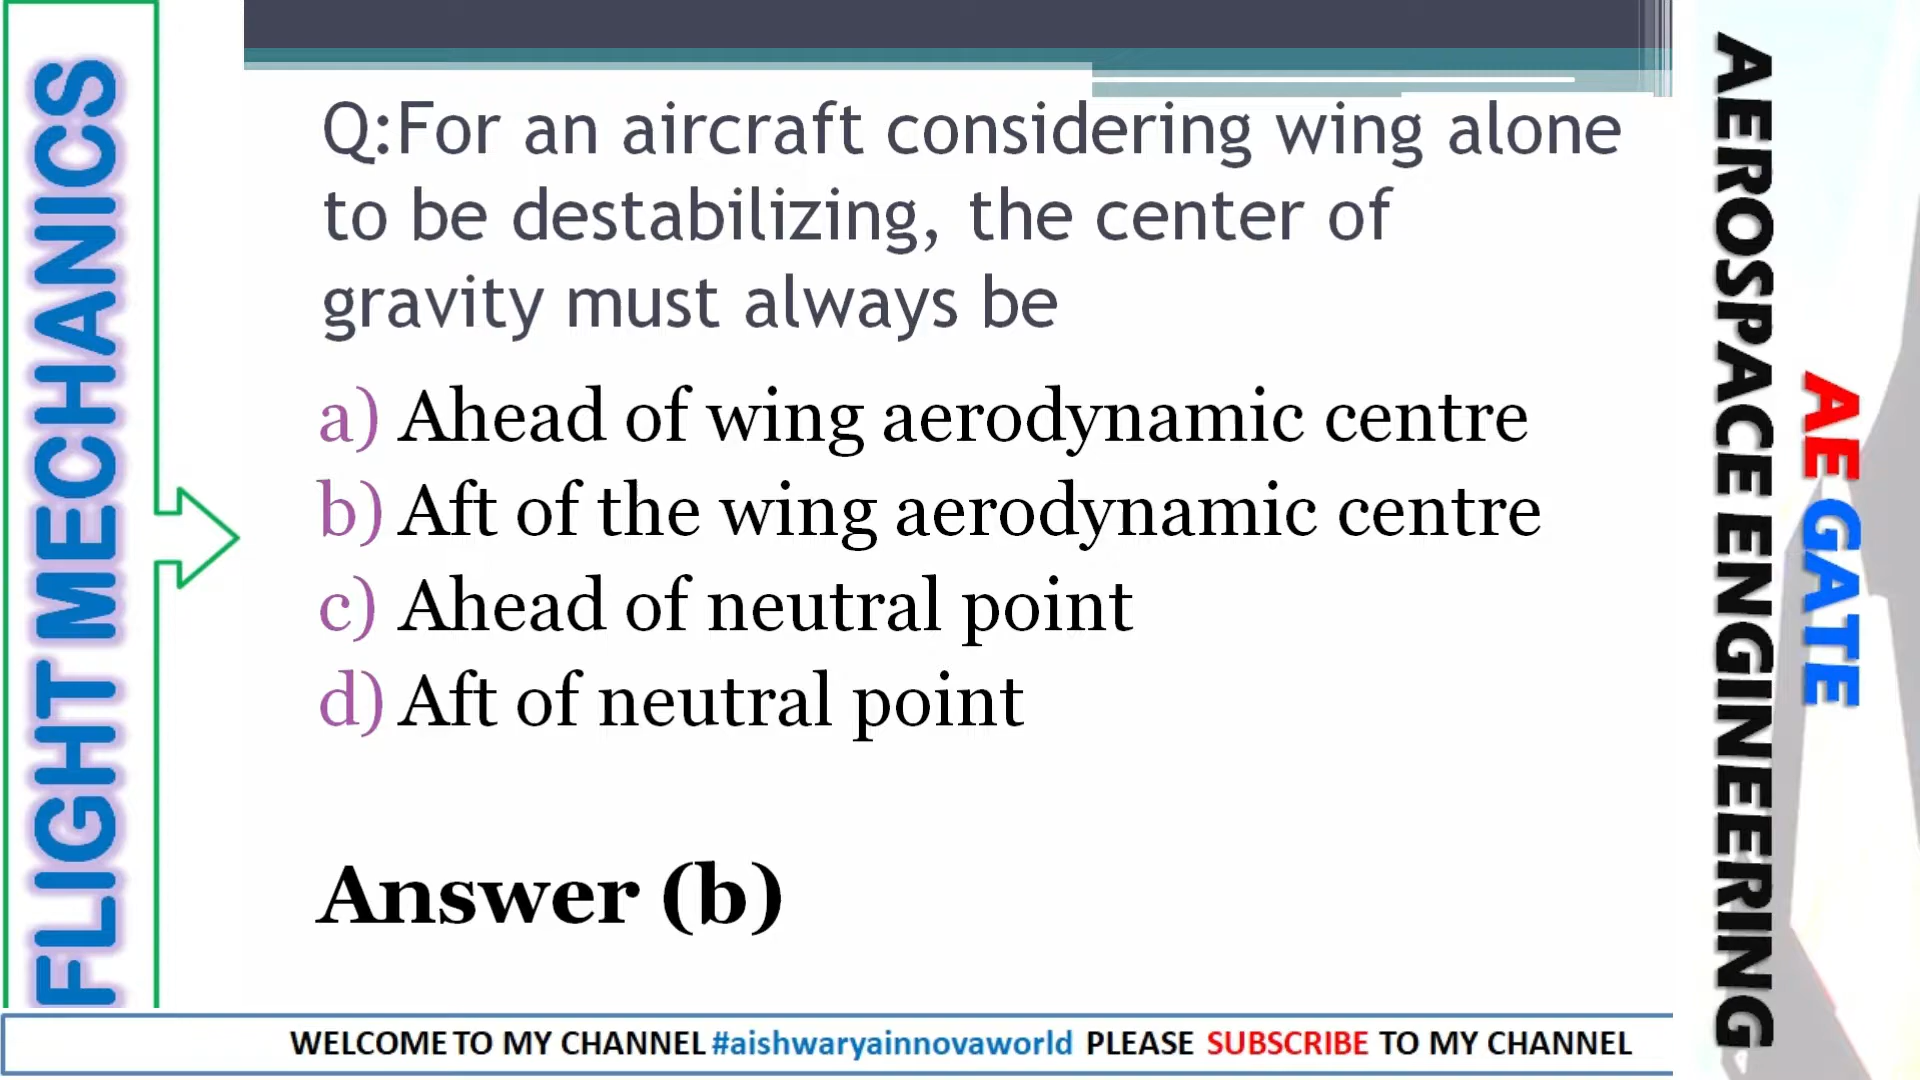 FLIGHT MECHANICS
Q:For an aircraft considering wing alone
to be destabilizing, the center of
gravity must always be
a) Ahead of wing aerodynamic centre
b) Aft of the wing aerodynamic centre
c) Ahead of neutral point
d) Aft of neutral point
Answer (b)
AE GATE
AEROSPACE ENGINEERING
WELCOME TO MY CHANNEL #aishwaryainnovaworld PLEASE SUBSCRIBE TO MY CHANNEL